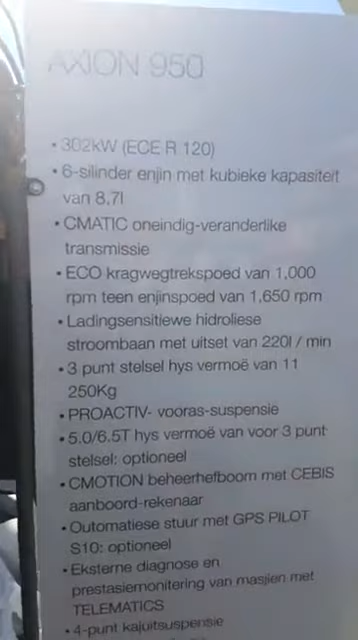 AXION 950
• 302kW (ECE R 120)
• 6-silinder enjin met kubieke kapasiteit
van 8.7l
• CMATIC oneindig-veranderlike
transmissie
• ECO kragwegtrekspoed van 1,000
rpm teen enjinspoed van 1,650 rpm
• Ladingsensitiewe hidroliese
stroombaan met uitset van 220l / min
• 3 punt stelsel hys vermoë van 11
250Kg
• PROACTIV- vooras-suspensie
• 5.0/6.5T hys vermoë van voor 3 punt
stelsel: optioneel
• CMOTION beheerhefboom met CEBIS
aanboord-rekenaar
• Outomatiese stuur met GPS PILOT
S10: optioneel
• Eksterne diagnose en
prestasiemonitering van masjien met
TELEMATICS
• 4-punt kajuitsuspensie